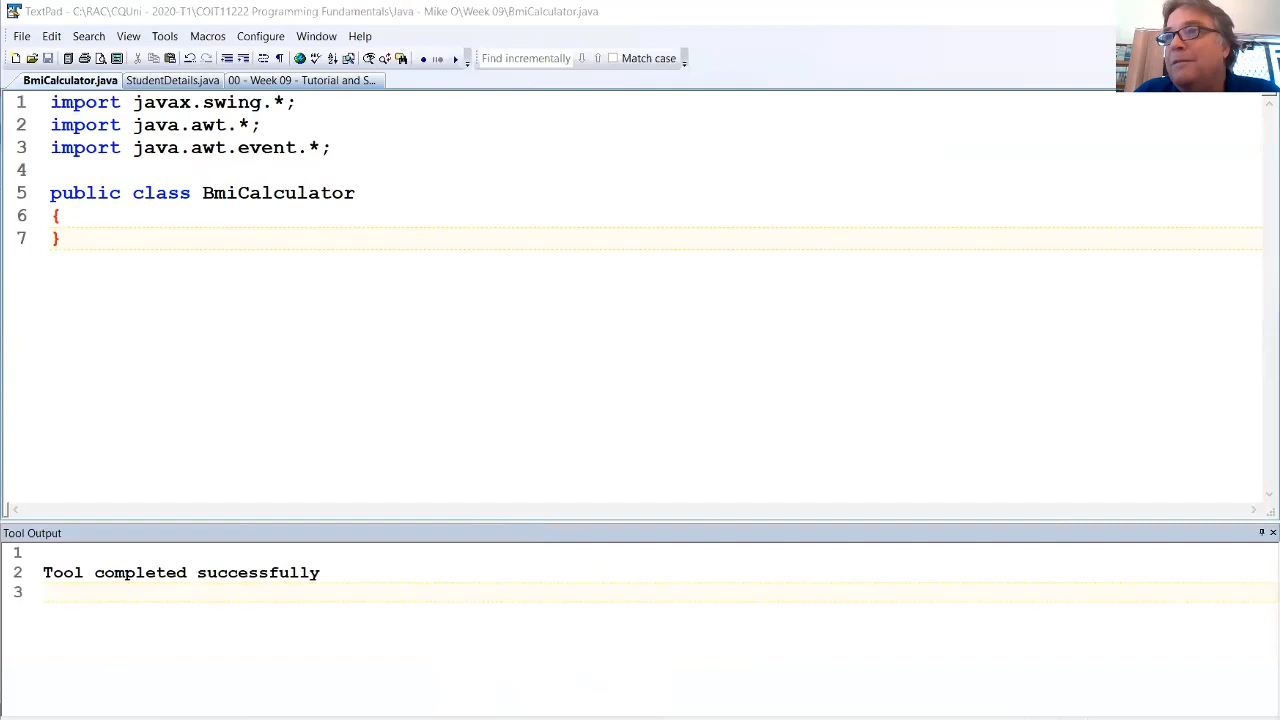 TextPad - C:\RAC\CQUni - 2020-T1\COIT11222 Programming Fundamentals\Java - Mike O\Week 09\BmiCalculator.java
File Edit Search View Tools Macros Configure Window Help
Find incrementally Match case
BmiCalculator.java StudentDetails.java 00 - Week 09 - Tutorial and S...
1 import javax.swing.*;
2 import java.awt.*;
3 import java.awt.event.*;
4
5 public class BmiCalculator
6 {
7 }
Tool Output
1
2 Tool completed successfully
3